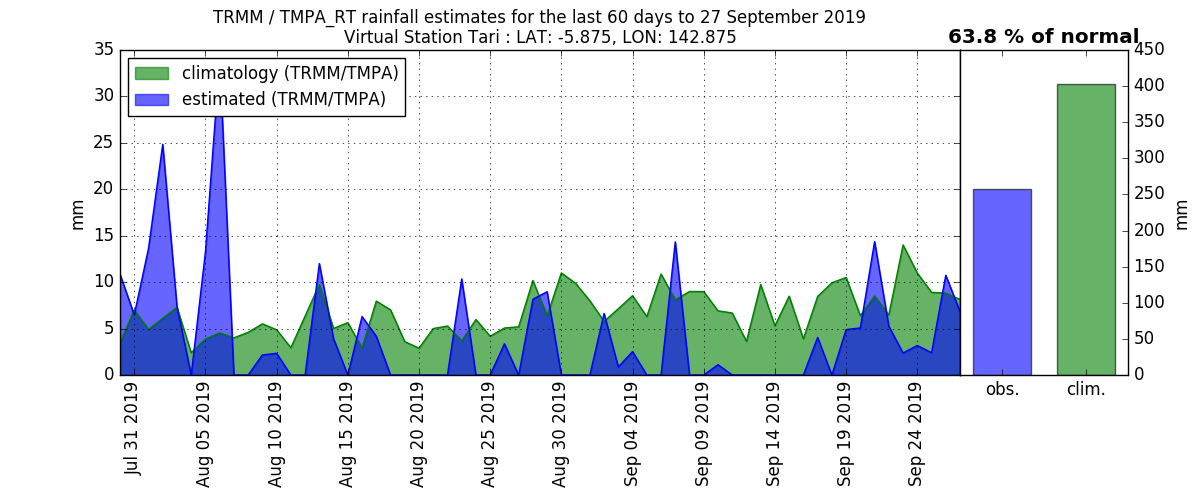 TRMM / TMPA_RT rainfall estimates for the last 60 days to 27 September 2019
Virtual Station Tari : LAT: -5.875, LON: 142.875
63.8 % of normal
climatology (TRMM/TMPA)
estimated (TRMM/TMPA)
35
30
25
20
15
10
5
0
mm
Jul 31 2019
Aug 05 2019
Aug 10 2019
Aug 15 2019
Aug 20 2019
Aug 25 2019
Aug 30 2019
Sep 04 2019
Sep 09 2019
Sep 14 2019
Sep 19 2019
Sep 24 2019
450
400
350
300
250
200
150
100
50
0
mm
obs.
clim.